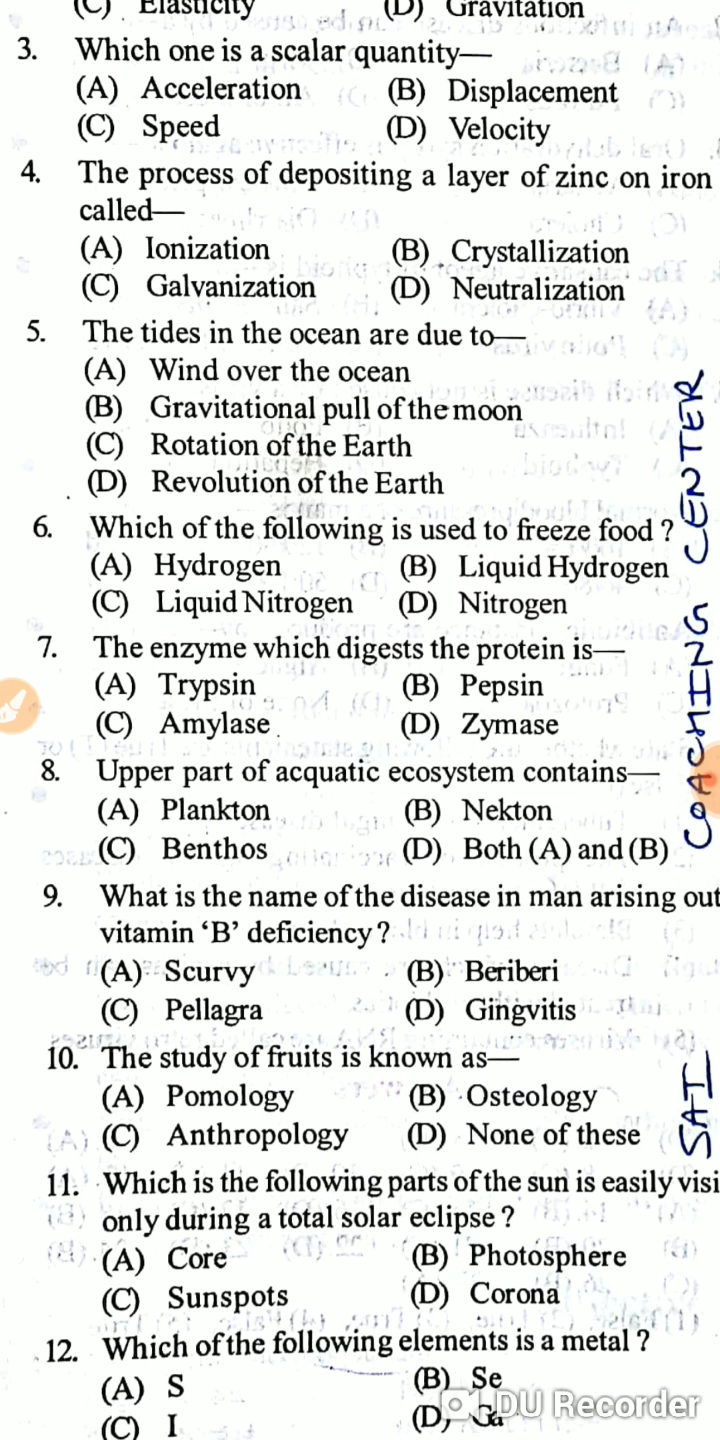 (C) Elasticity (D) Gravitation
3. Which one is a scalar quantity—
(A) Acceleration (B) Displacement
(C) Speed (D) Velocity
4. The process of depositing a layer of zinc on iron
called—
(A) Ionization (B) Crystallization
(C) Galvanization (D) Neutralization
5. The tides in the ocean are due to—
(A) Wind over the ocean
(B) Gravitational pull of the moon
(C) Rotation of the Earth
(D) Revolution of the Earth
6. Which of the following is used to freeze food ?
(A) Hydrogen (B) Liquid Hydrogen
(C) Liquid Nitrogen (D) Nitrogen
7. The enzyme which digests the protein is—
(A) Trypsin (B) Pepsin
(C) Amylase (D) Zymase
8. Upper part of acquatic ecosystem contains—
(A) Plankton (B) Nekton
(C) Benthos (D) Both (A) and (B)
9. What is the name of the disease in man arising out
vitamin ‘B’ deficiency ?
(A) Scurvy (B) Beriberi
(C) Pellagra (D) Gingvitis
10. The study of fruits is known as—
(A) Pomology (B) Osteology
(C) Anthropology (D) None of these
11. Which is the following parts of the sun is easily visi
only during a total solar eclipse ?
(A) Core (B) Photosphere
(C) Sunspots (D) Corona
12. Which of the following elements is a metal ?
(A) S (B) Se
(C) I (D) Ga
SAI COACHING CENTER
DU Recorder